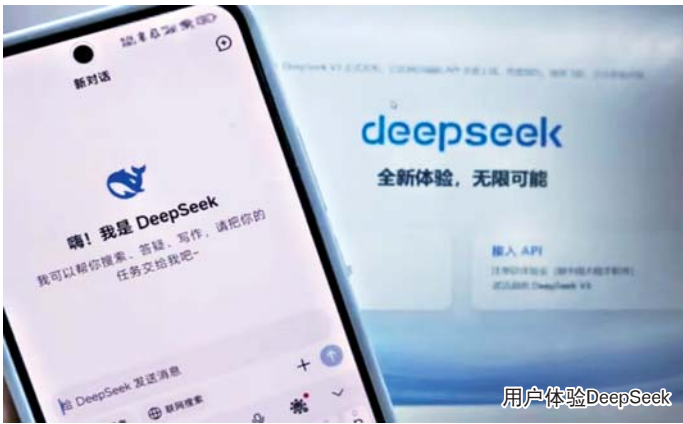 新对话
嗨！我是 DeepSeek
我可以帮你搜索、答疑、写作，请把你的
任务交给我吧~
给 DeepSeek 发送消息
联网搜索
deepseek
全新体验，无限可能
接入 API
DeepSeek V3
用户体验DeepSeek